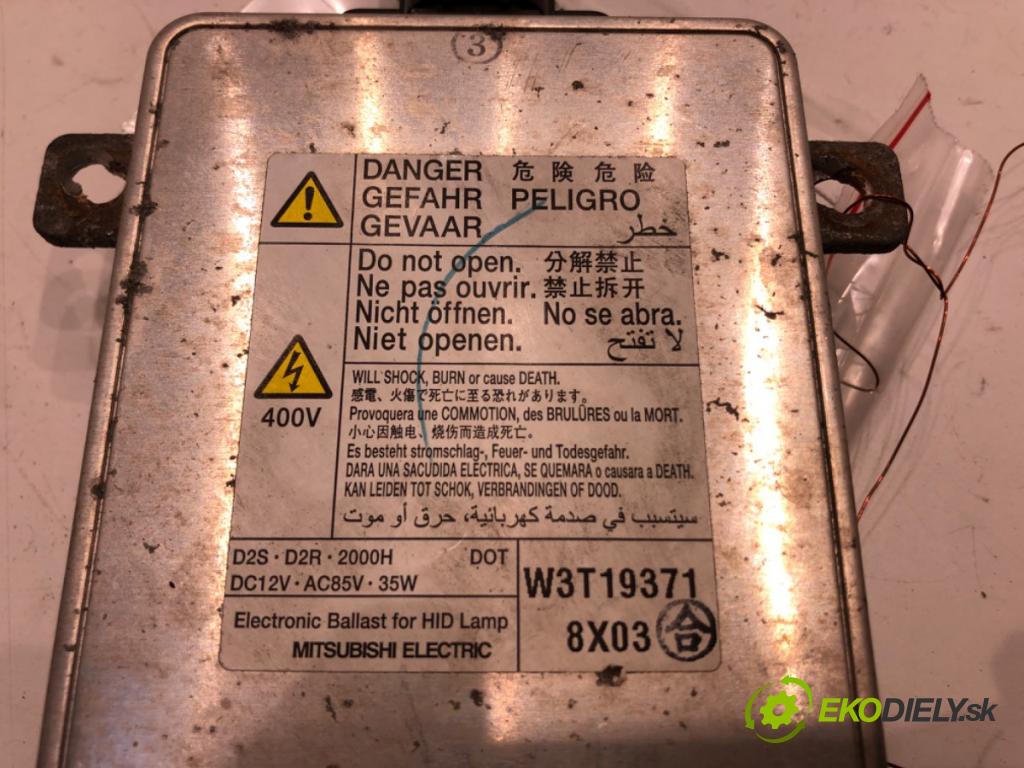 3
DANGER 危険 危险
GEFAHR PELIGRO
GEVAAR خطر
Do not open. 分解禁止
Ne pas ouvrir. 禁止拆开
Nicht öffnen. No se abra.
Niet openen. لا تفتح
400V
WILL SHOCK, BURN or cause DEATH.
感電、火傷で死亡に至る恐れがあります。
Provoquera une COMMOTION, des BRULÛRES ou la MORT.
小心因触电、烧伤而造成死亡。
Es besteht stromschlag-, Feuer- und Todesgefahr.
DARA UNA SACUDIDA ELECTRICA, SE QUEMARA o causara a DEATH.
KAN LEIDEN TOT SCHOK, VERBRANDINGEN OF DOOD.
سيتسبب في صدمة كهربائية، حرق أو موت
D2S · D2R · 2000H DOT
DC12V · AC85V · 35W
W3T19371
8X03 合
Electronic Ballast for HID Lamp
MITSUBISHI ELECTRIC
EKODIELY.sk